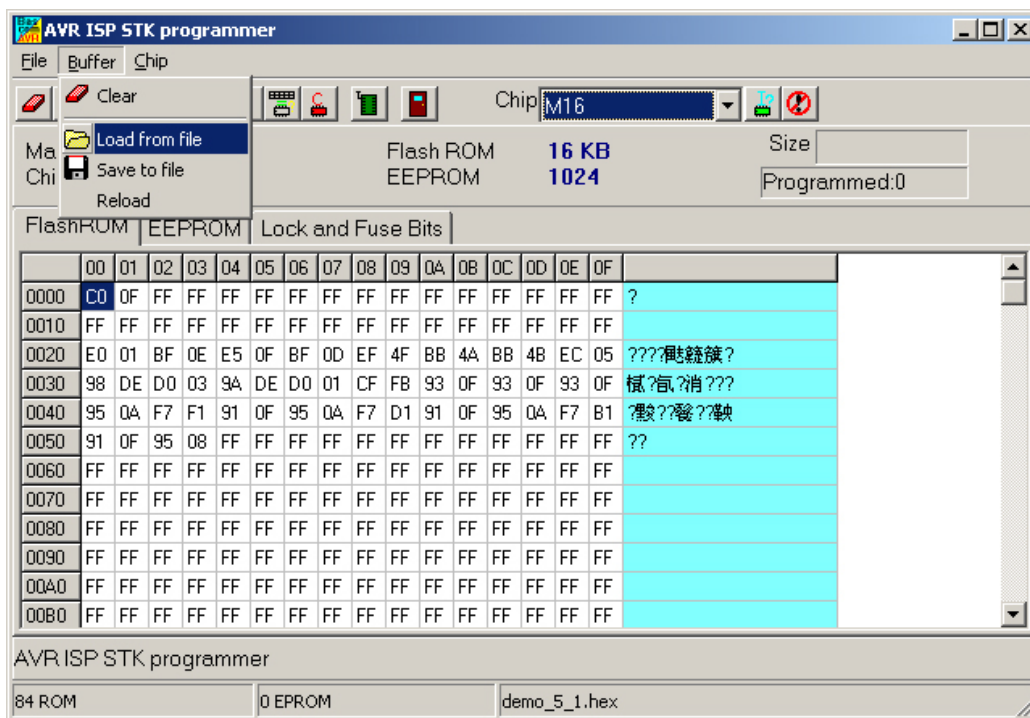 AVR ISP STK programmer
File Buffer Chip
Clear
Load from file
Save to file
Reload
Chip M16
Ma
Chi
Flash ROM 16 KB
EEPROM 1024
Size
Programmed:0
FlashROM EEPROM Lock and Fuse Bits
00 01 02 03 04 05 06 07 08 09 0A 0B 0C 0D 0E 0F
0000 C0 0F FF FF FF FF FF FF FF FF FF FF FF FF FF FF ?
0010 FF FF FF FF FF FF FF FF FF FF FF FF FF FF FF FF
0020 E0 01 BF 0E E5 0F BF 0D EF 4F BB 4A BB 4B EC 05 ????
0030 98 DE D0 03 9A DE D0 01 CF FB 93 0F 93 0F 93 0F ?氙?消???
0040 95 0A F7 F1 91 0F 95 0A F7 D1 91 0F 95 0A F7 B1
0050 91 0F 95 08 FF FF FF FF FF FF FF FF FF FF FF FF ??
0060 FF FF FF FF FF FF FF FF FF FF FF FF FF FF FF FF
0070 FF FF FF FF FF FF FF FF FF FF FF FF FF FF FF FF
0080 FF FF FF FF FF FF FF FF FF FF FF FF FF FF FF FF
0090 FF FF FF FF FF FF FF FF FF FF FF FF FF FF FF FF
00A0 FF FF FF FF FF FF FF FF FF FF FF FF FF FF FF FF
00B0 FF FF FF FF FF FF FF FF FF FF FF FF FF FF FF FF
AVR ISP STK programmer
84 ROM 0 EPROM demo_5_1.hex